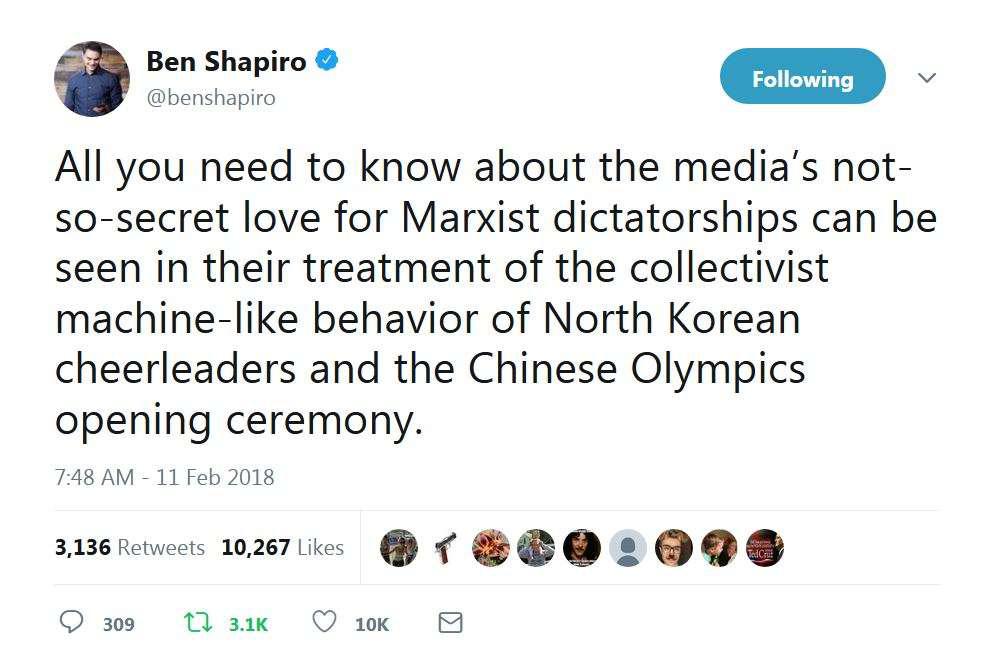 Ben Shapiro
@benshapiro
Following
All you need to know about the media’s not-
so-secret love for Marxist dictatorships can be
seen in their treatment of the collectivist
machine-like behavior of North Korean
cheerleaders and the Chinese Olympics
opening ceremony.
7:48 AM - 11 Feb 2018
3,136 Retweets 10,267 Likes
309 3.1K 10K